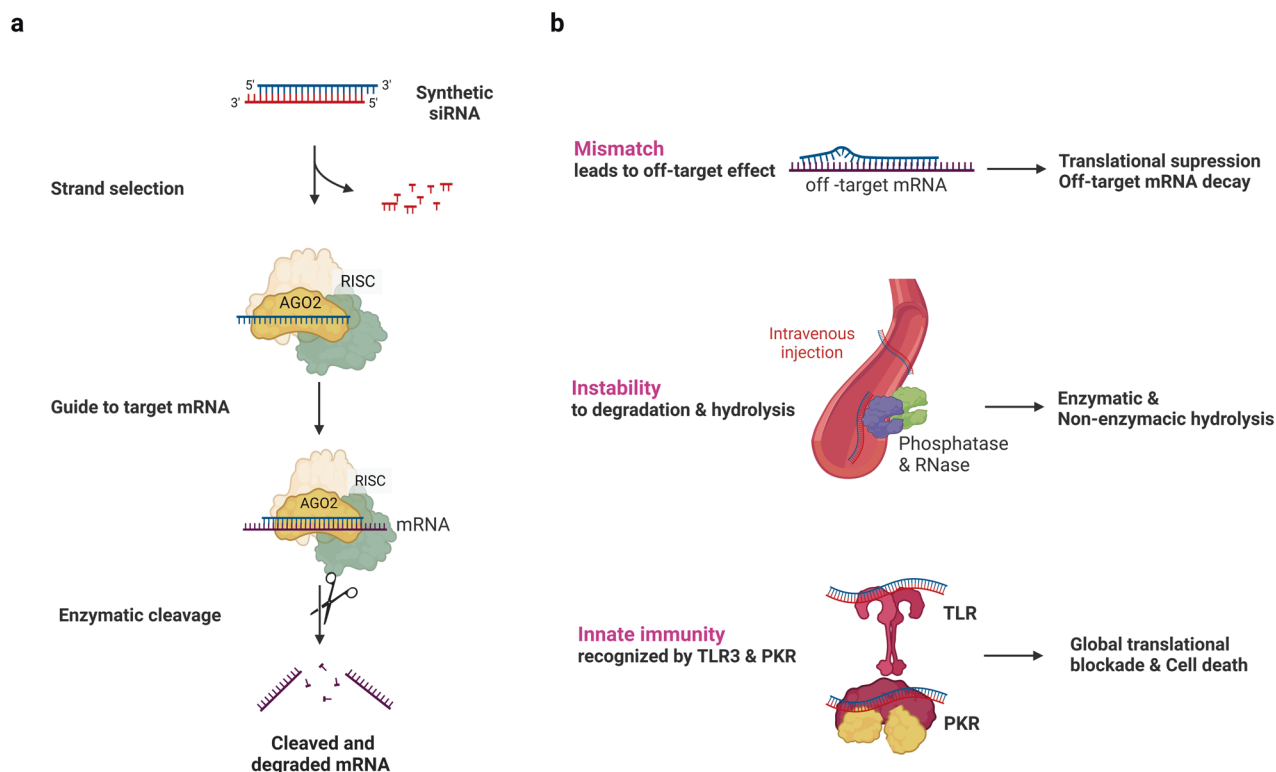 a
5'
3'
3'
5'
Synthetic
siRNA
Strand selection
RISC
AGO2
Guide to target mRNA
RISC
AGO2
mRNA
Enzymatic cleavage
Cleaved and
degraded mRNA
b
Mismatch
leads to off-target effect
off -target mRNA
Translational supression
Off-target mRNA decay
Intravenous
injection
Instability
to degradation & hydrolysis
Phosphatase
& RNase
Enzymatic &
Non-enzymacic hydrolysis
Innate immunity
recognized by TLR3 & PKR
TLR
PKR
Global translational
blockade & Cell death